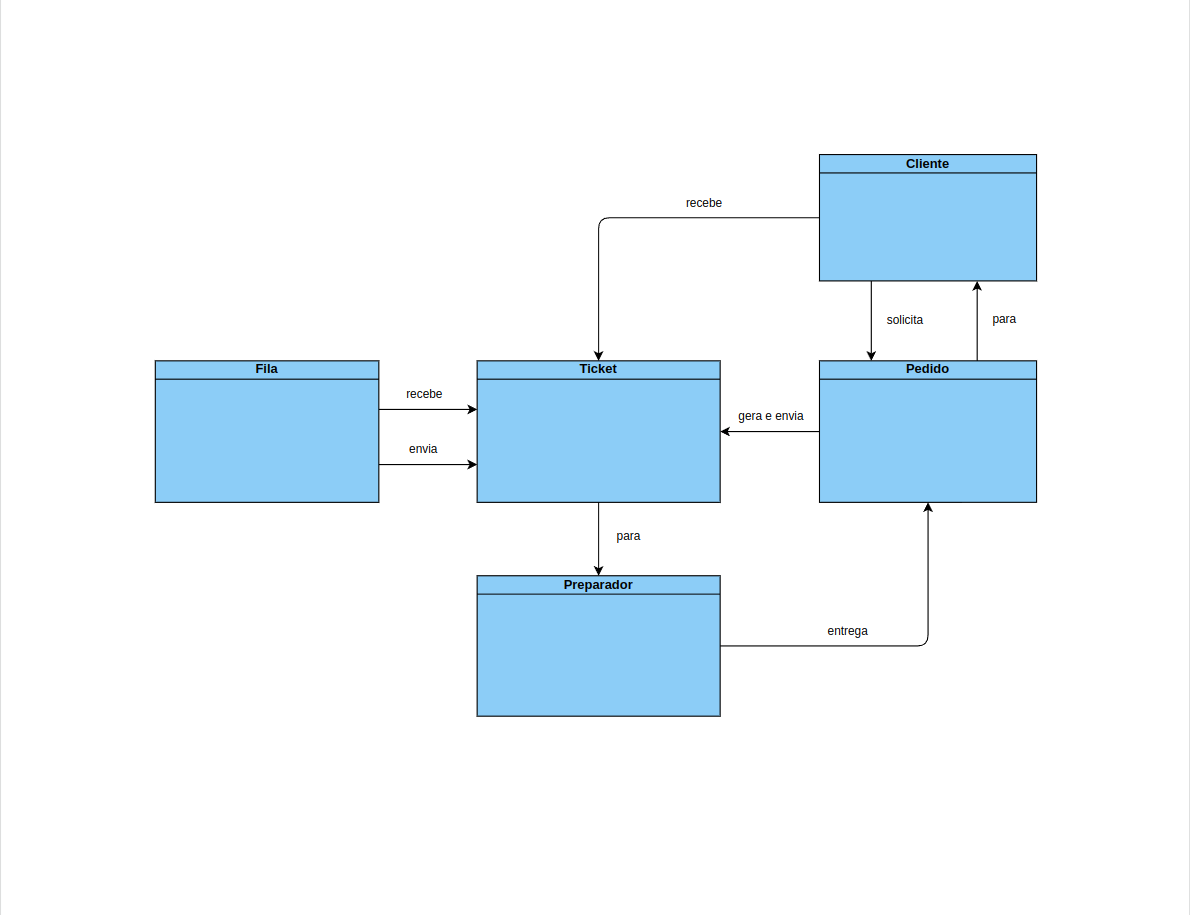 Cliente
recebe
solicita
para
Fila
Ticket
Pedido
recebe
gera e envia
envia
para
Preparador
entrega